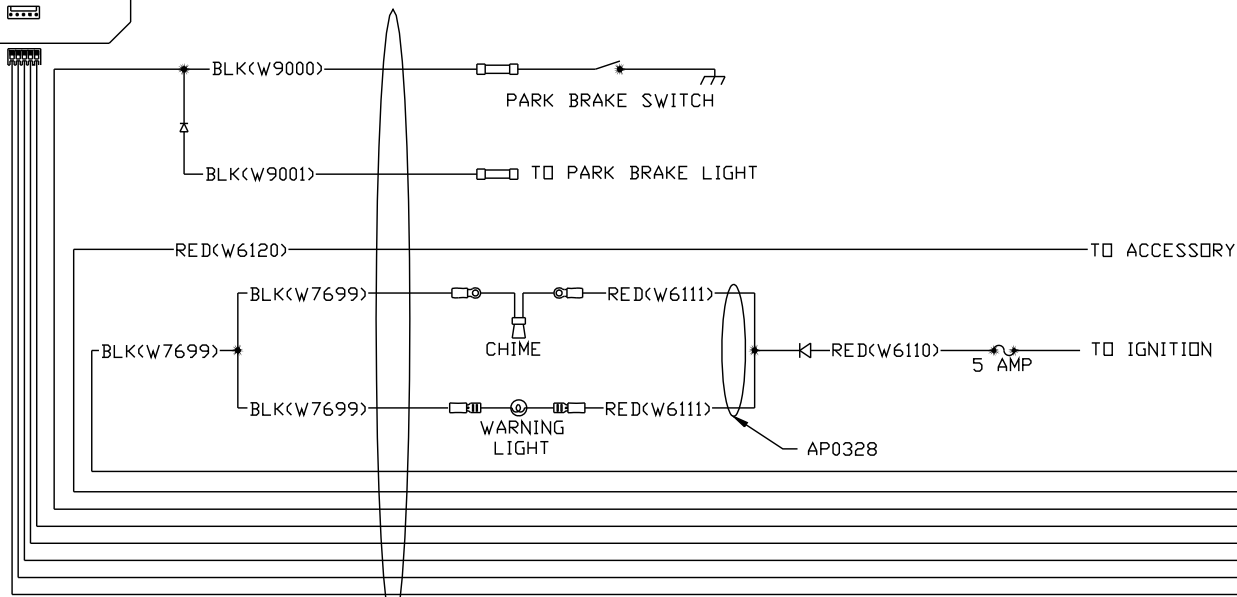 BLK(W9000)
PARK BRAKE SWITCH
BLK(W9001)
TO PARK BRAKE LIGHT
RED(W6120)
TO ACCESSORY
BLK(W7699)
RED(W6111)
CHIME
BLK(W7699)
RED(W6110)
5 AMP
TO IGNITION
BLK(W7699)
RED(W6111)
WARNING
LIGHT
AP0328